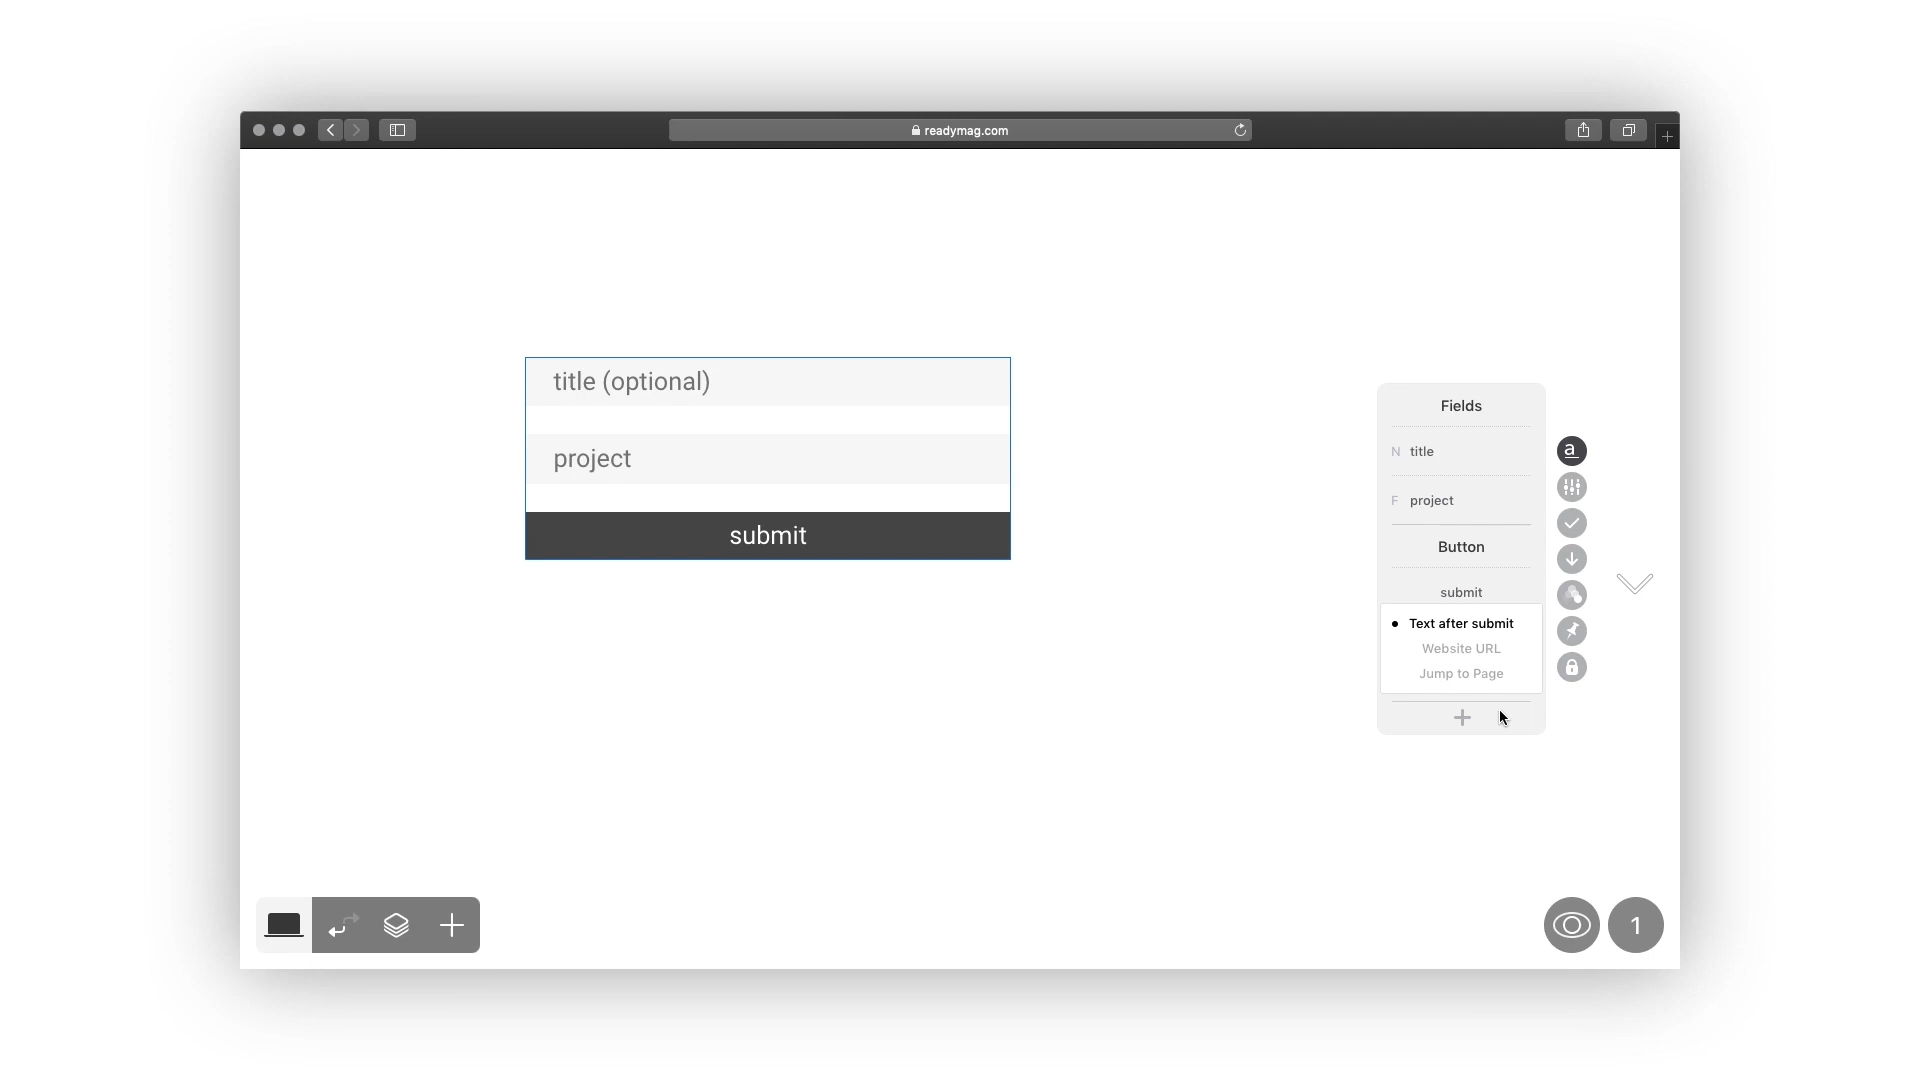 readymag.com
title (optional)
project
submit
Fields
N title
F project
Button
submit
Text after submit
Website URL
Jump to Page
a
1